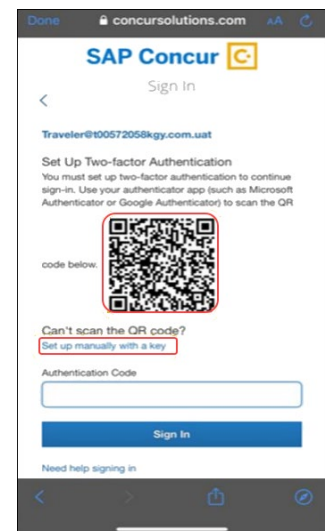 Done
concursolutions.com
AA
SAP Concur C
Sign In
Traveler@t00572058kgy.com.uat
Set Up Two-factor Authentication
You must set up two-factor authentication to continue
sign-in. Use your authenticator app (such as Microsoft
Authenticator or Google Authenticator) to scan the QR
code below.
Can't scan the QR code?
Set up manually with a key
Authentication Code
Sign In
Need help signing in